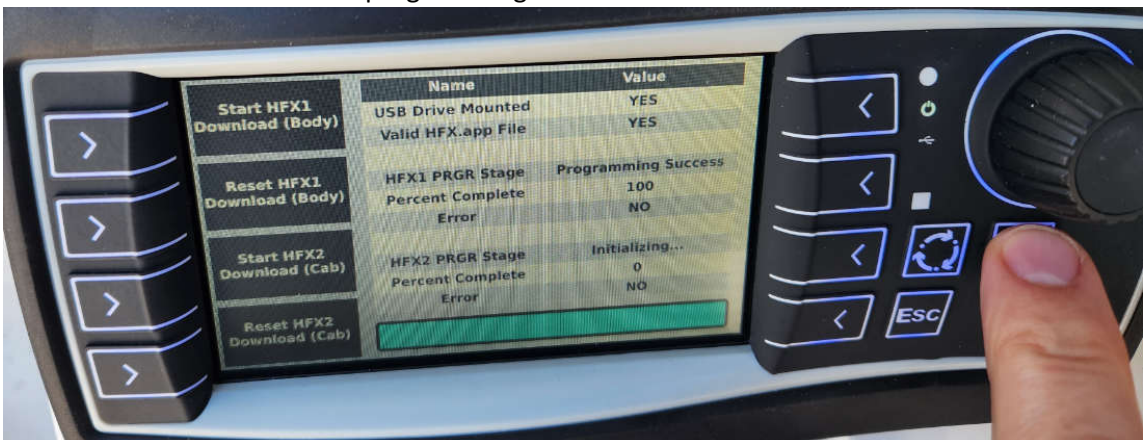 Start HFX1
Download (Body)
Reset HFX1
Download (Body)
Start HFX2
Download (Cab)
Reset HFX2
Download (Cab)
Name Value
USB Drive Mounted YES
Valid HFX.app File YES
HFX1 PRGR Stage Programming Success
Percent Complete 100
Error NO
HFX2 PRGR Stage Initializing...
Percent Complete 0
Error NO
ESC